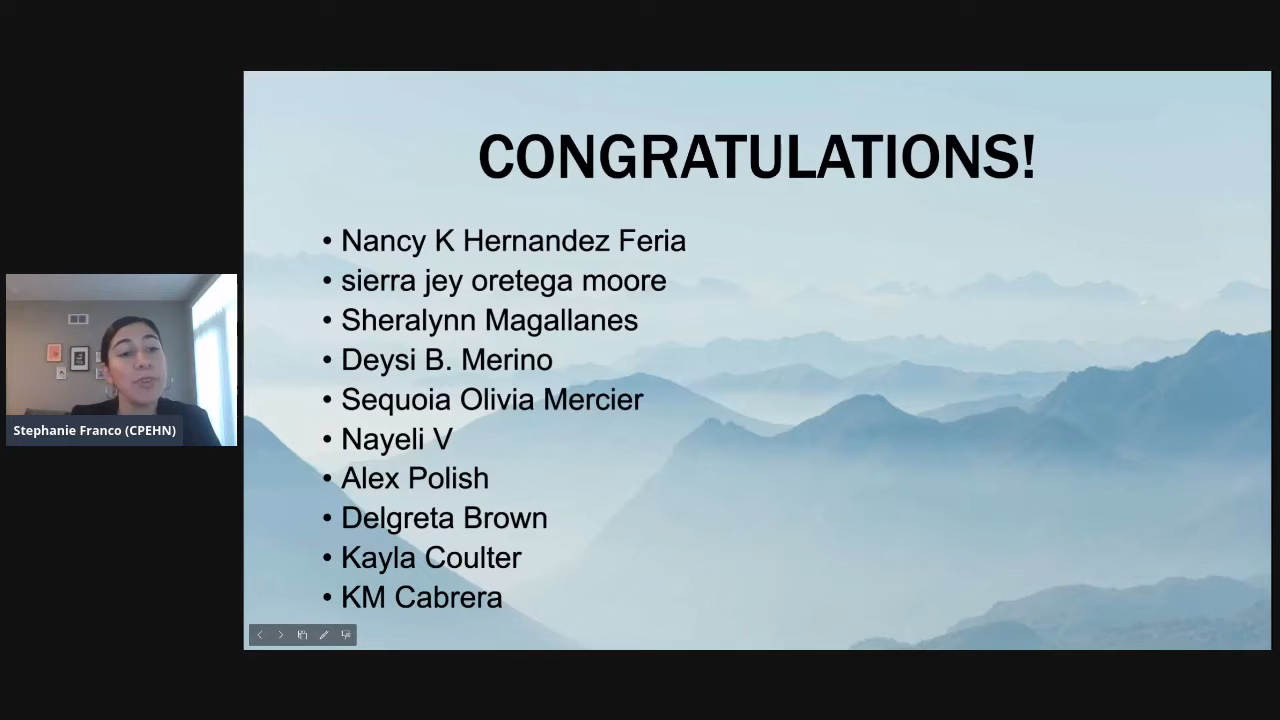 CONGRATULATIONS!
• Nancy K Hernandez Feria
• sierra jey oretega moore
• Sheralynn Magallanes
• Deysi B. Merino
• Sequoia Olivia Mercier
• Nayeli V
• Alex Polish
• Delgreta Brown
• Kayla Coulter
• KM Cabrera
Stephanie Franco (CPEHN)